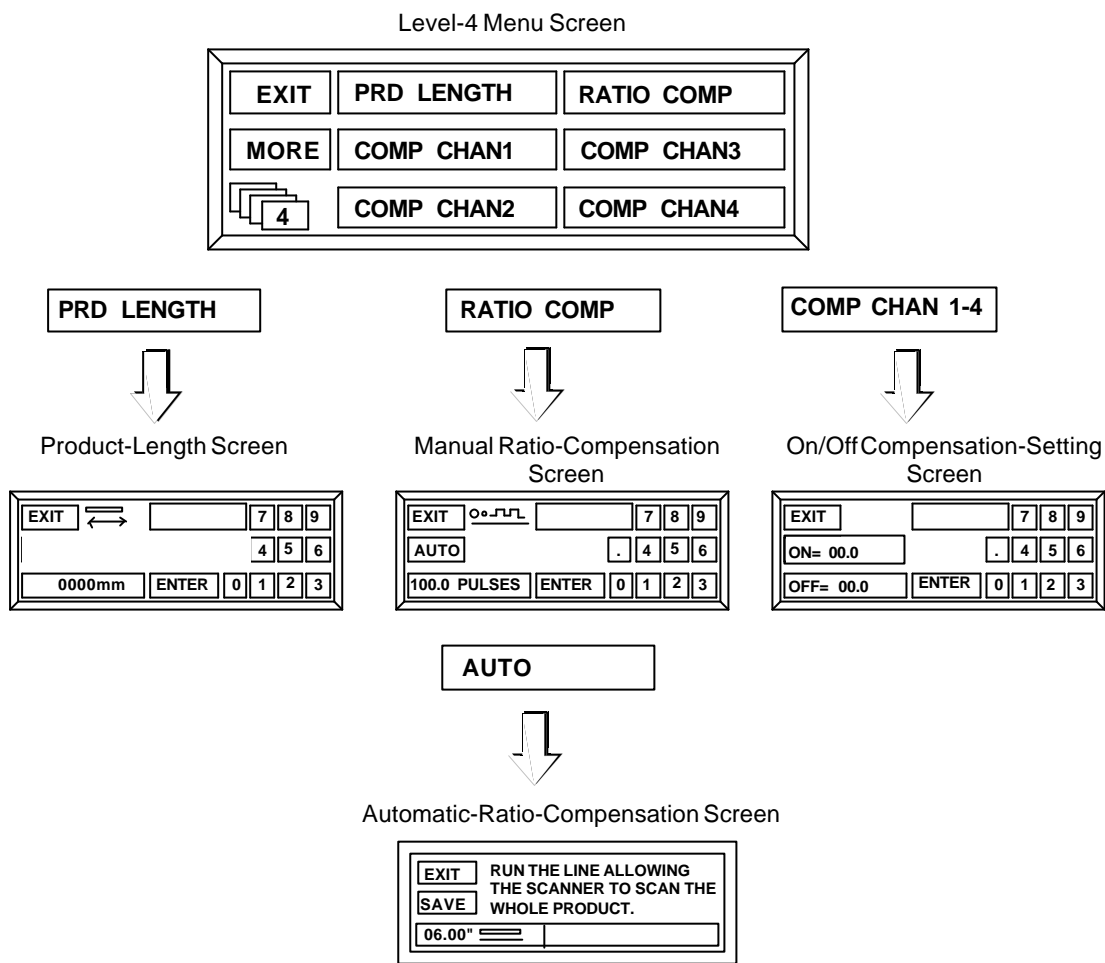 Level-4 Menu Screen
EXIT PRD LENGTH RATIO COMP
MORE COMP CHAN1 COMP CHAN3
4 COMP CHAN2 COMP CHAN4
PRD LENGTH
RATIO COMP
COMP CHAN 1-4
Product-Length Screen
EXIT 7 8 9
4 5 6
0000mm ENTER 0 1 2 3
Manual Ratio-Compensation
Screen
EXIT 7 8 9
AUTO . 4 5 6
100.0 PULSES ENTER 0 1 2 3
On/Off Compensation-Setting
Screen
EXIT 7 8 9
ON= 00.0 . 4 5 6
OFF= 00.0 ENTER 0 1 2 3
AUTO
Automatic-Ratio-Compensation Screen
EXIT RUN THE LINE ALLOWING
THE SCANNER TO SCAN THE
SAVE WHOLE PRODUCT.
06.00"